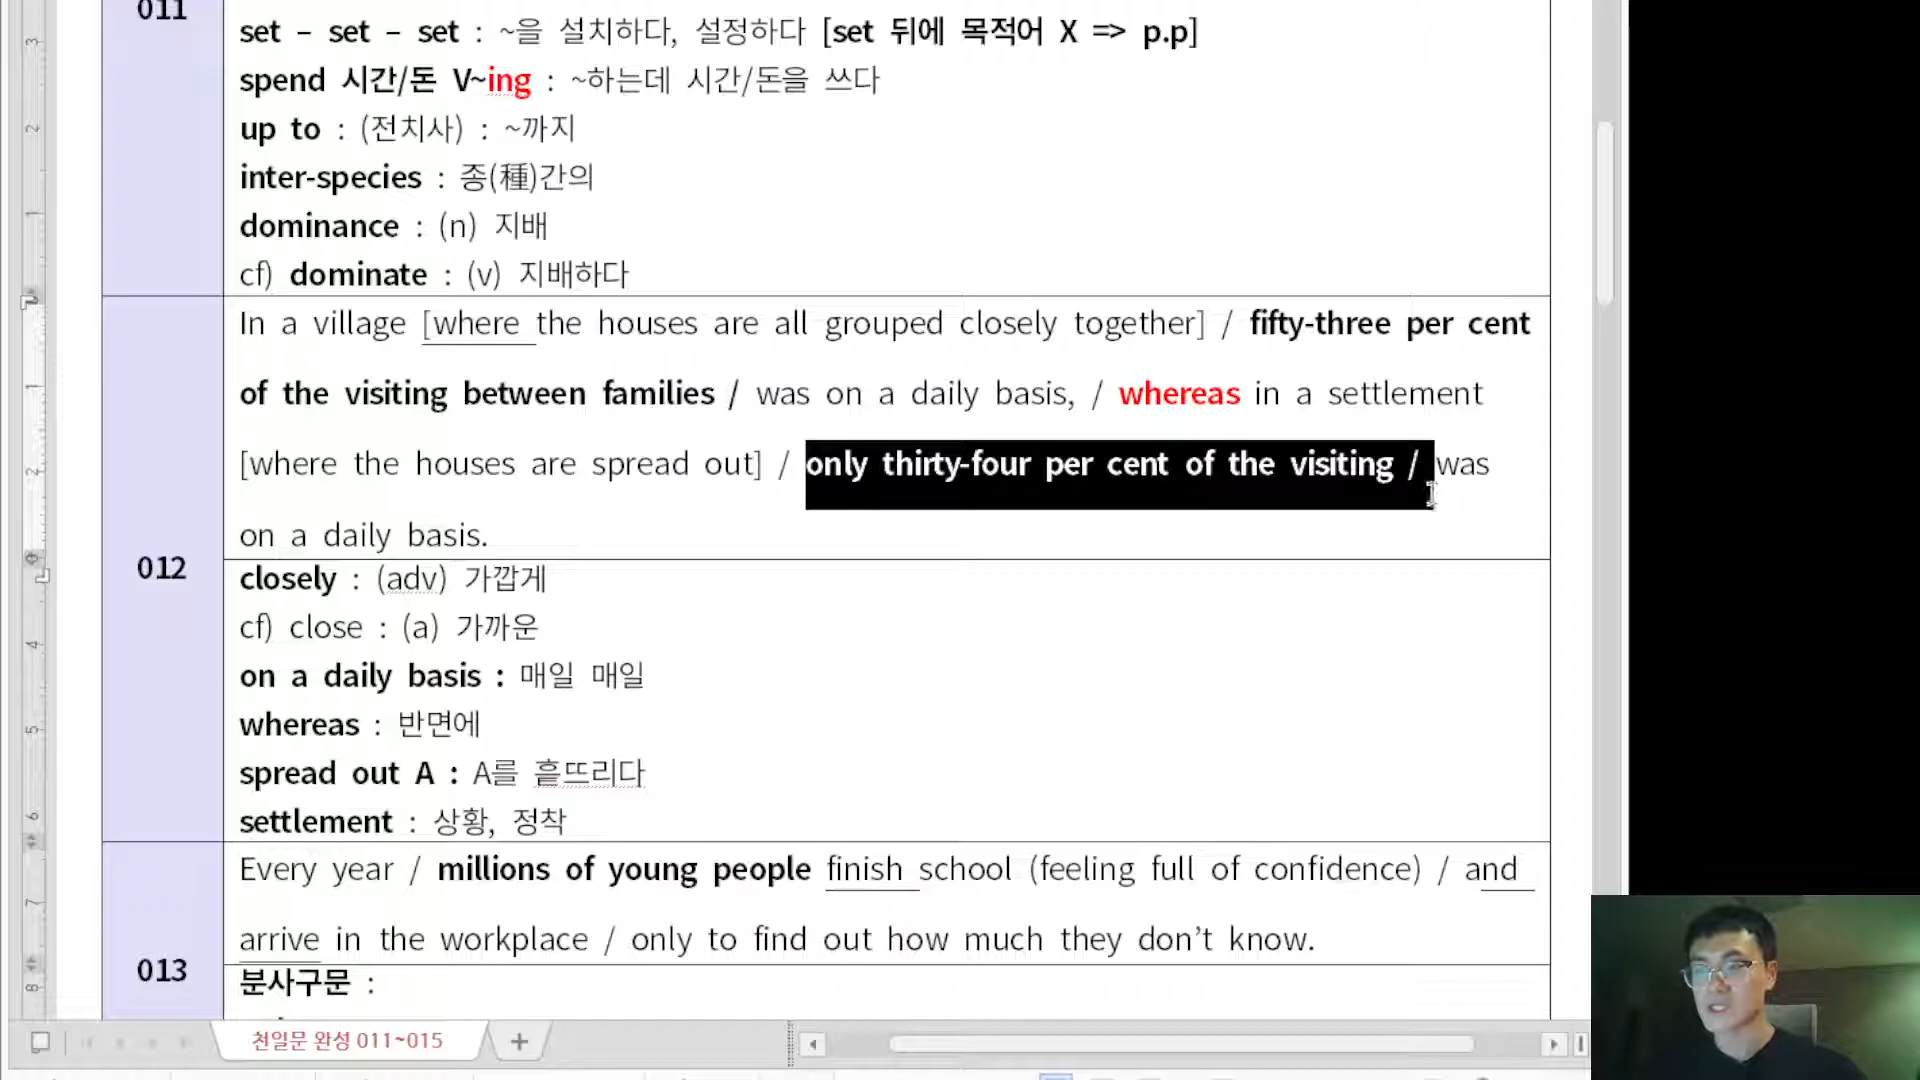 011
set – set – set : ~을 설치하다, 설정하다 [set 뒤에 목적어 X => p.p]
spend 시간/돈 V~ing : ~하는데 시간/돈을 쓰다
up to : (전치사) : ~까지
inter-species : 종(種)간의
dominance : (n) 지배
cf) dominate : (v) 지배하다
In a village [where the houses are all grouped closely together] / fifty-three per cent
of the visiting between families / was on a daily basis, / whereas in a settlement
[where the houses are spread out] / only thirty-four per cent of the visiting / was
on a daily basis.
012
closely : (adv) 가깝게
cf) close : (a) 가까운
on a daily basis : 매일 매일
whereas : 반면에
spread out A : A를 흩뜨리다
settlement : 상황, 정착
Every year / millions of young people finish school (feeling full of confidence) / and
arrive in the workplace / only to find out how much they don't know.
013
분사구문 :
천일문 완성 011~015